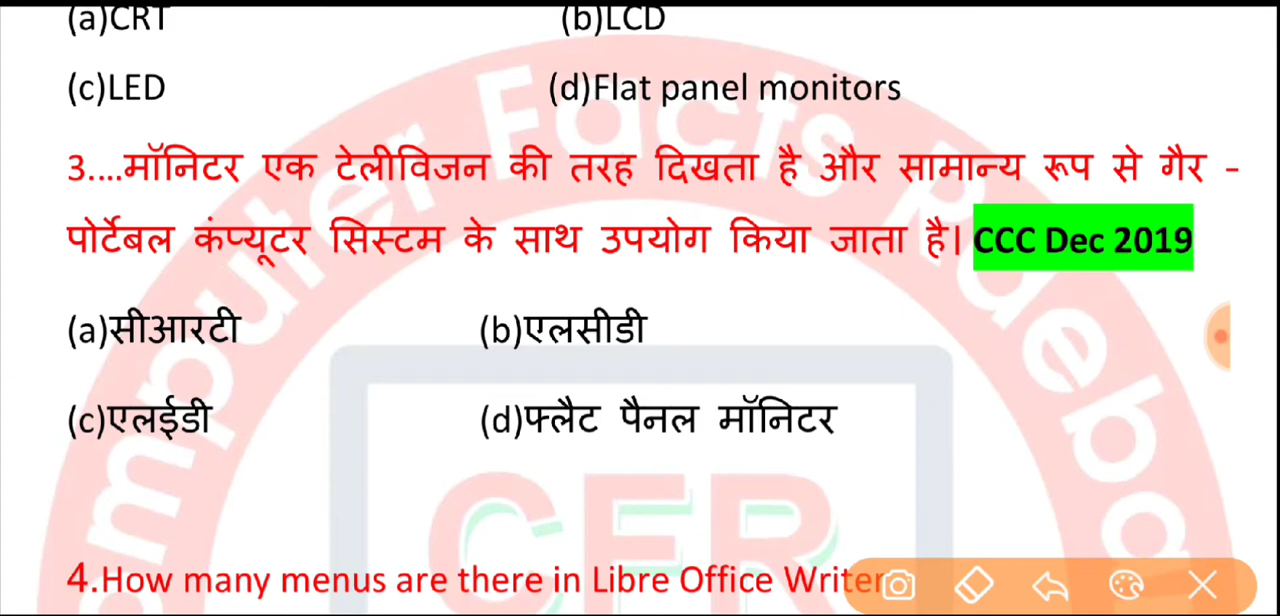 (a)CRT (b)LCD
(c)LED (d)Flat panel monitors
3....मॉनिटर एक टेलीविजन की तरह दिखता है और सामान्य रूप से गैर -
पोर्टेबल कंप्यूटर सिस्टम के साथ उपयोग किया जाता है। CCC Dec 2019
(a)सीआरटी (b)एलसीडी
(c)एलईडी (d)फ्लैट पैनल मॉनिटर
CFR
4.How many menus are there in Libre Office Writer